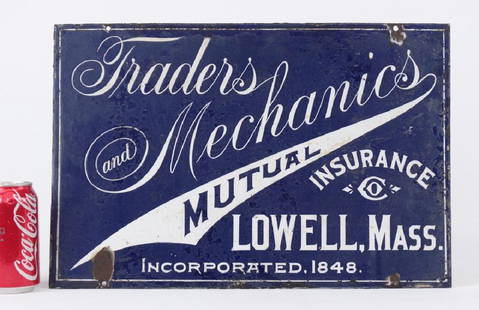 Traders
and
Mechanics
MUTUAL
INSURANCE
CO
LOWELL, MASS.
INCORPORATED. 1848.
Coca-Cola